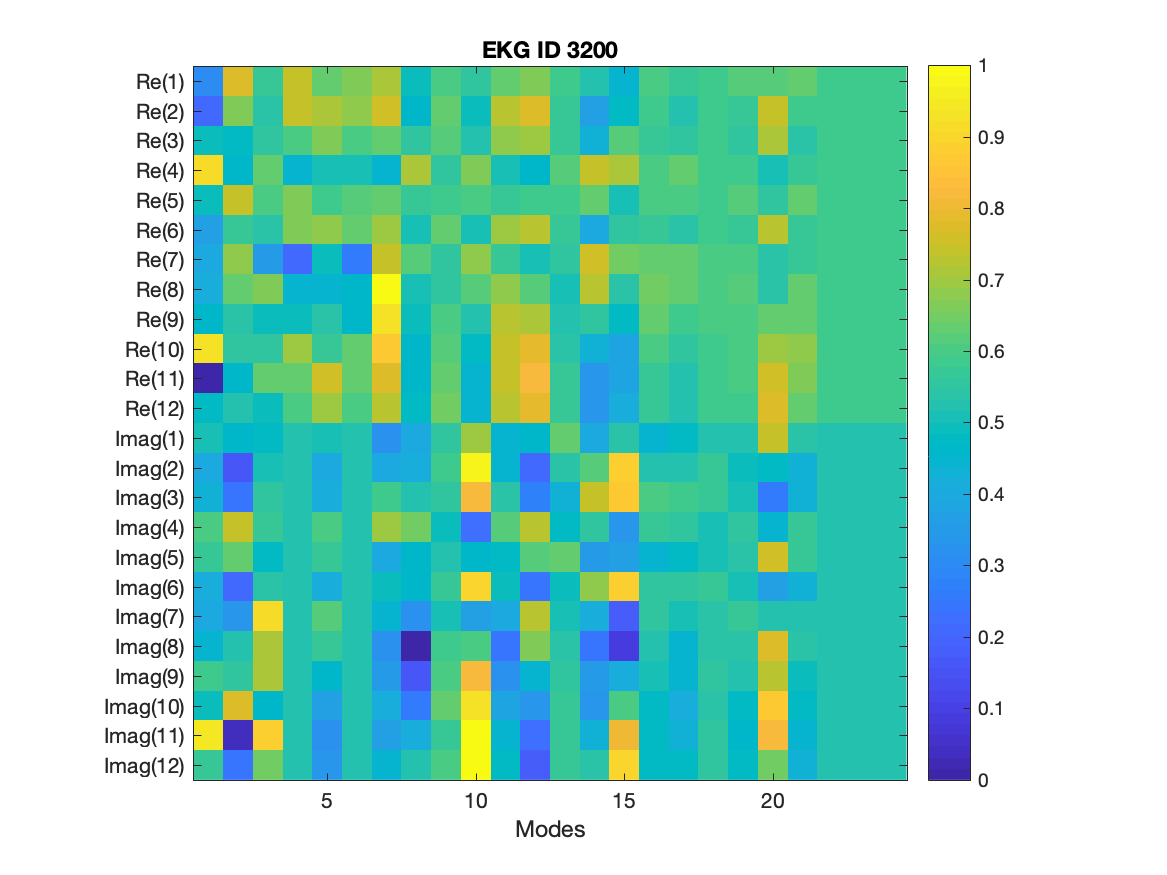 EKG ID 3200
Re(1)
Re(2)
Re(3)
Re(4)
Re(5)
Re(6)
Re(7)
Re(8)
Re(9)
Re(10)
Re(11)
Re(12)
Imag(1)
Imag(2)
Imag(3)
Imag(4)
Imag(5)
Imag(6)
Imag(7)
Imag(8)
Imag(9)
Imag(10)
Imag(11)
Imag(12)
5 10 15 20
Modes
1
0.9
0.8
0.7
0.6
0.5
0.4
0.3
0.2
0.1
0